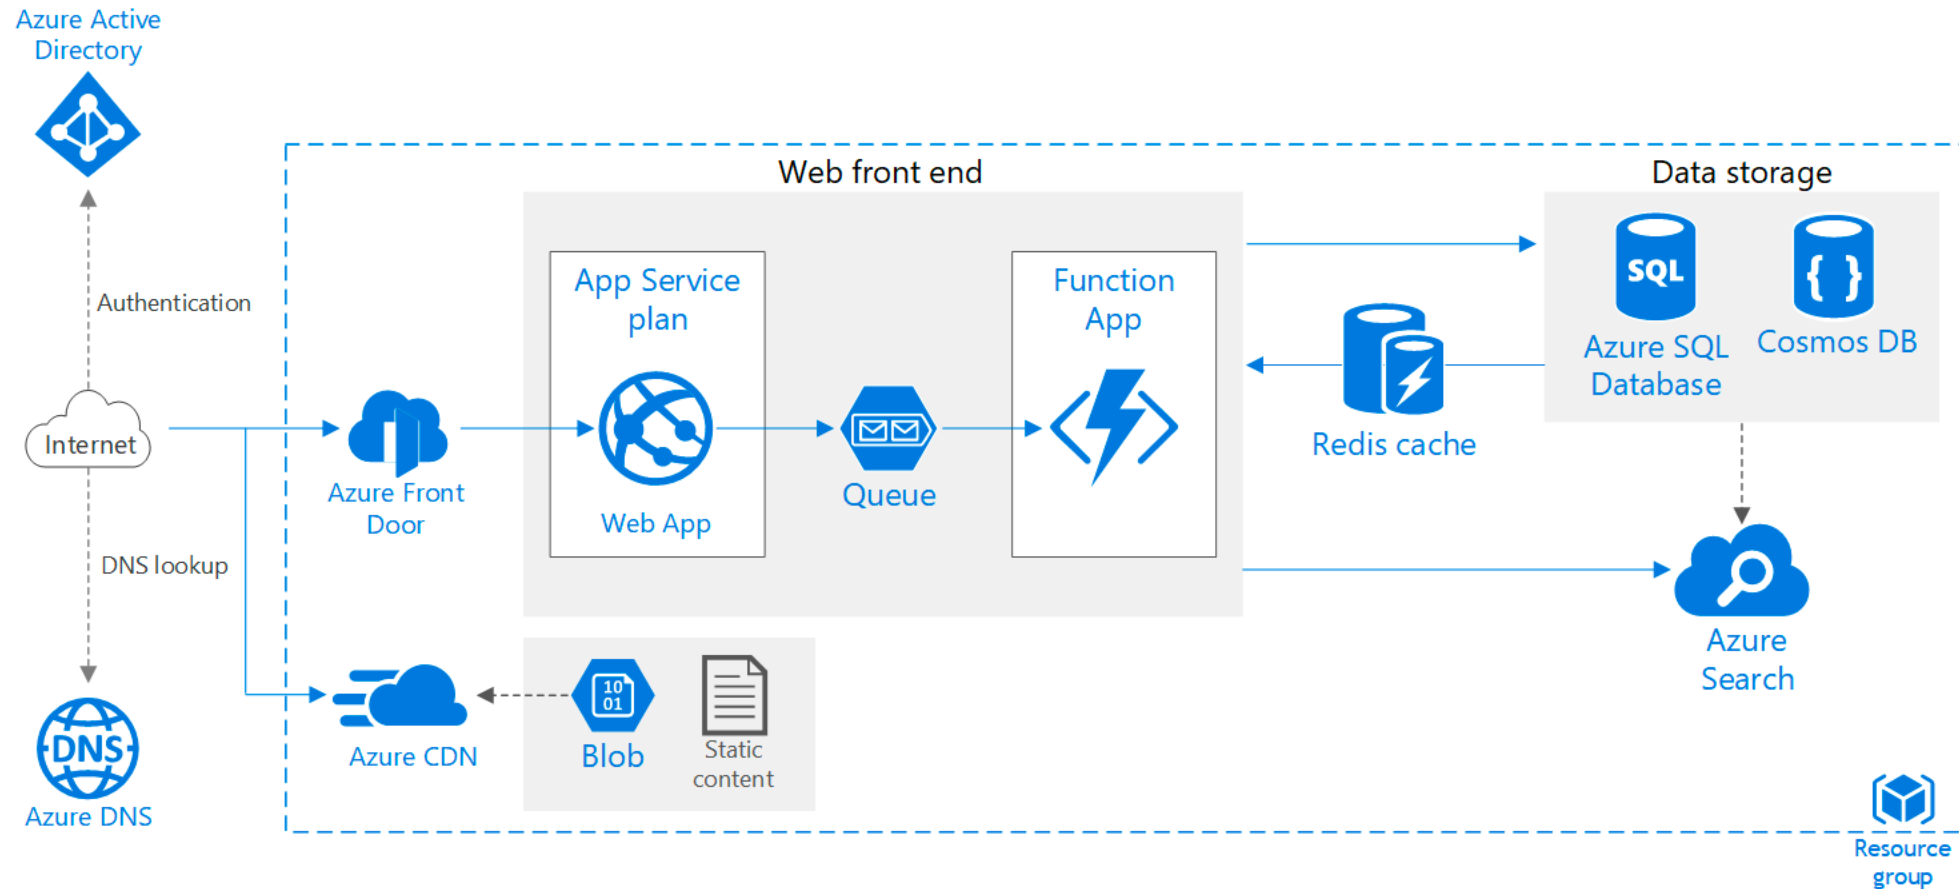 Azure Active
Directory
Authentication
Internet
DNS lookup
DNS
Azure DNS
Web front end
Data storage
Azure Front
Door
App Service
plan
Web App
Queue
Function
App
Redis cache
SQL
{ }
Azure SQL
Database
Cosmos DB
Azure
Search
Azure CDN
10
01
Blob
Static
content
Resource
group